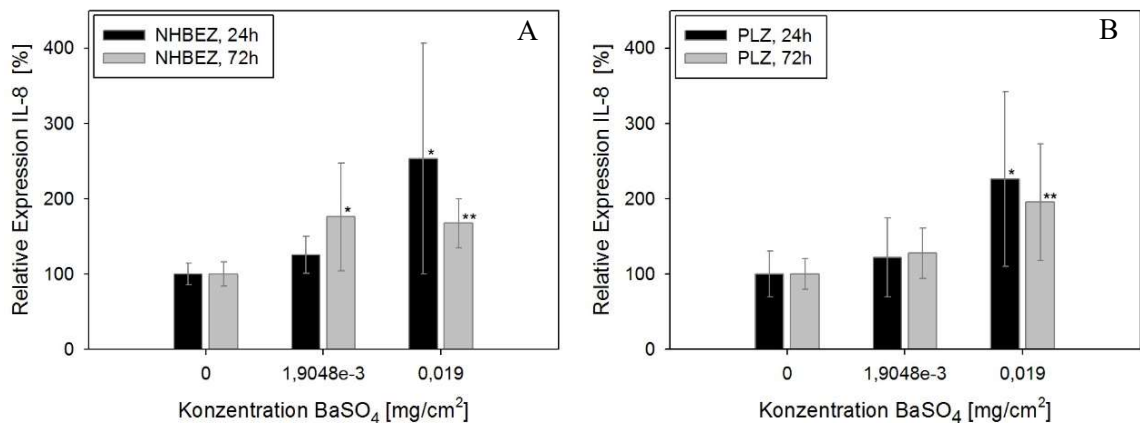 A
NHBEZ, 24h
NHBEZ, 72h
Relative Expression IL-8 [%]
400
300
200
100
0
*
*
**
0
1,9048e-3
0,019
Konzentration BaSO₄ [mg/cm²]
B
PLZ, 24h
PLZ, 72h
Relative Expression IL-8 [%]
400
300
200
100
0
*
**
0
1,9048e-3
0,019
Konzentration BaSO₄ [mg/cm²]